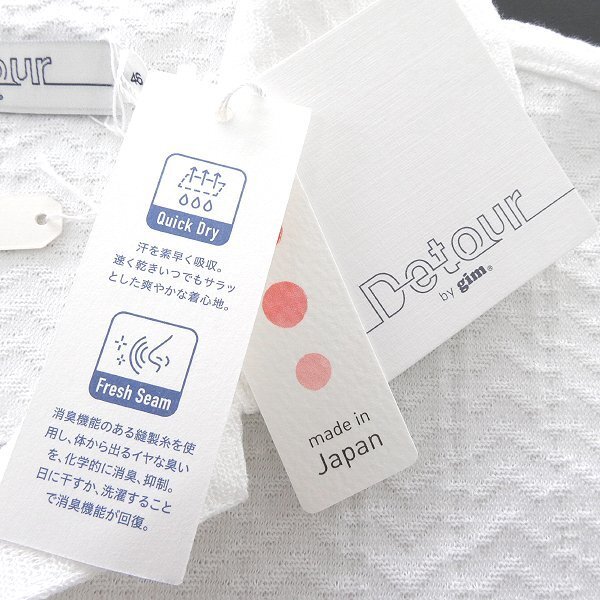 our
®
46
Quick Dry
汗を素早く吸収。
速く乾きいつでもサラッ
とした爽やかな着心地。
Fresh Seam
消臭機能のある縫製糸を使
用し、体から出るイヤな臭い
を、化学的に消臭、抑制。
日に干すか、洗濯すること
で消臭機能が回復。
made in
Japan
Detour
by gim®